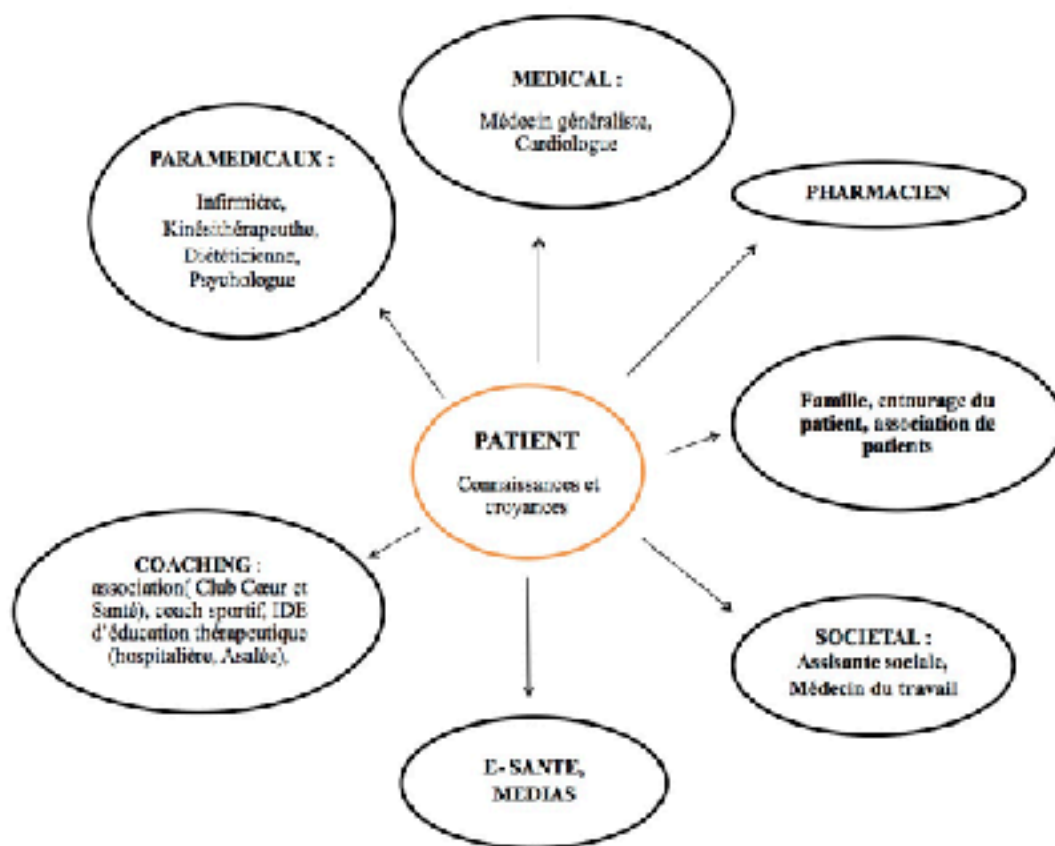 MEDICAL :
Médecin généraliste,
Cardiologue
PARAMEDICAUX :
Infirmière,
Kinésithérapeuthe,
Diététicienne,
Psychologue
PHARMACIEN
Famille, entourage du
patient, association de
patients
PATIENT
Connaissances et
croyances
COACHING :
association( Club Cœur et
Santé), coach sportif, IDE
d'éducation thérapeutique
(hospitalière, Asalée),
SOCIETAL :
Assisante sociale,
Médecin du travail
E- SANTE,
MEDIAS